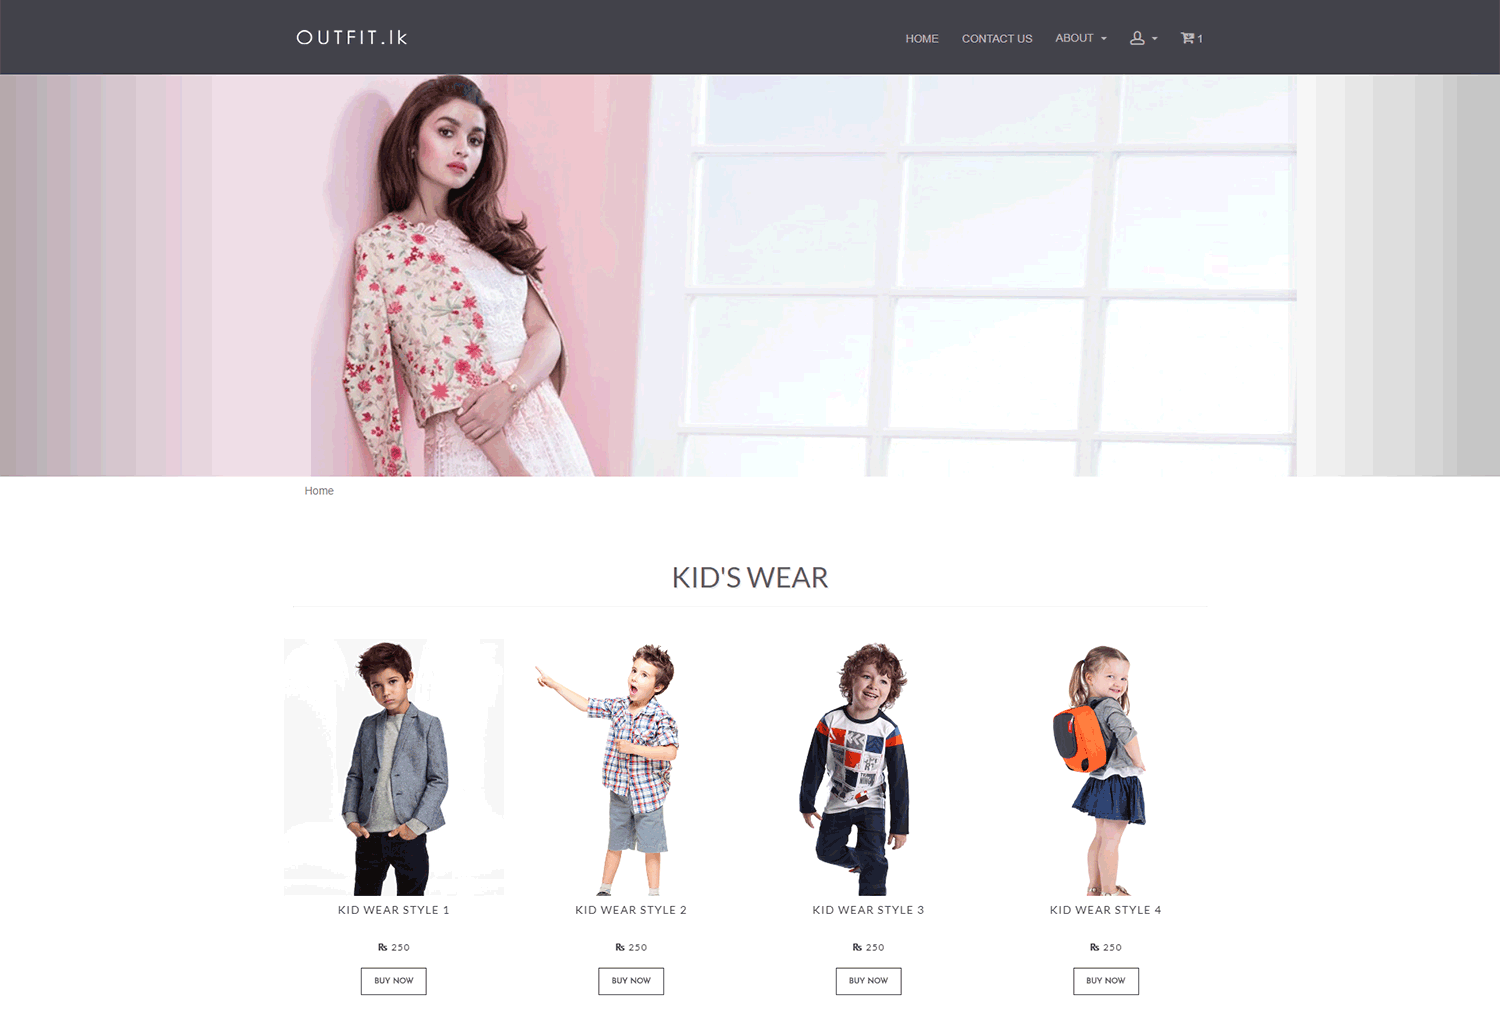 OUTFIT.lk
HOME CONTACT US ABOUT 1
Home
KID'S WEAR
KID WEAR STYLE 1 KID WEAR STYLE 2 KID WEAR STYLE 3 KID WEAR STYLE 4
₨ 250 ₨ 250 ₨ 250 ₨ 250
BUY NOW BUY NOW BUY NOW BUY NOW